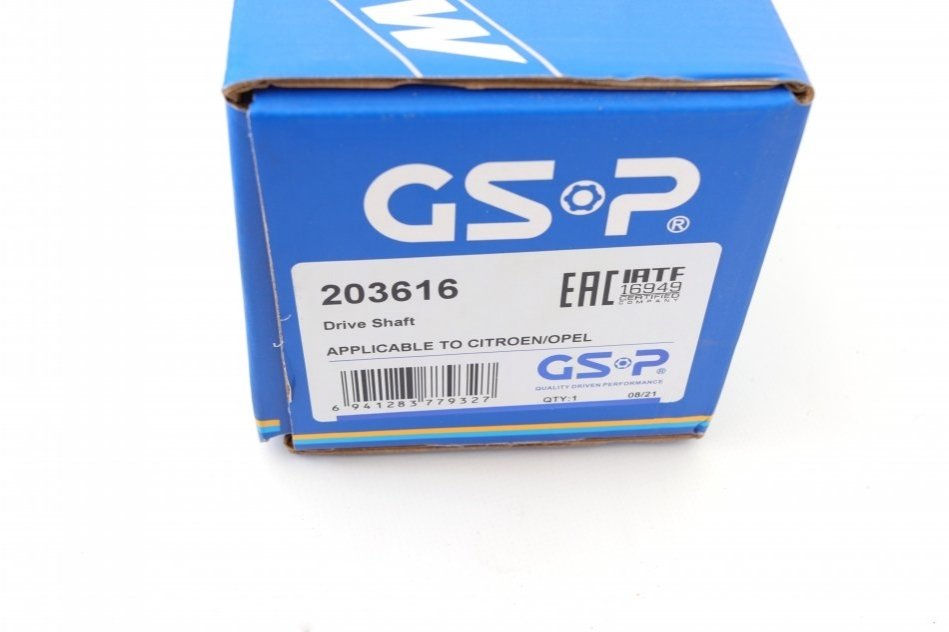 W
GS·P®
203616
EAC IATF
16949
CERTIFIED
COMPANY
Drive Shaft
APPLICABLE TO CITROEN/OPEL
GS·P®
QUALITY DRIVEN PERFORMANCE
6 941283 779327
QTY:1 08/21